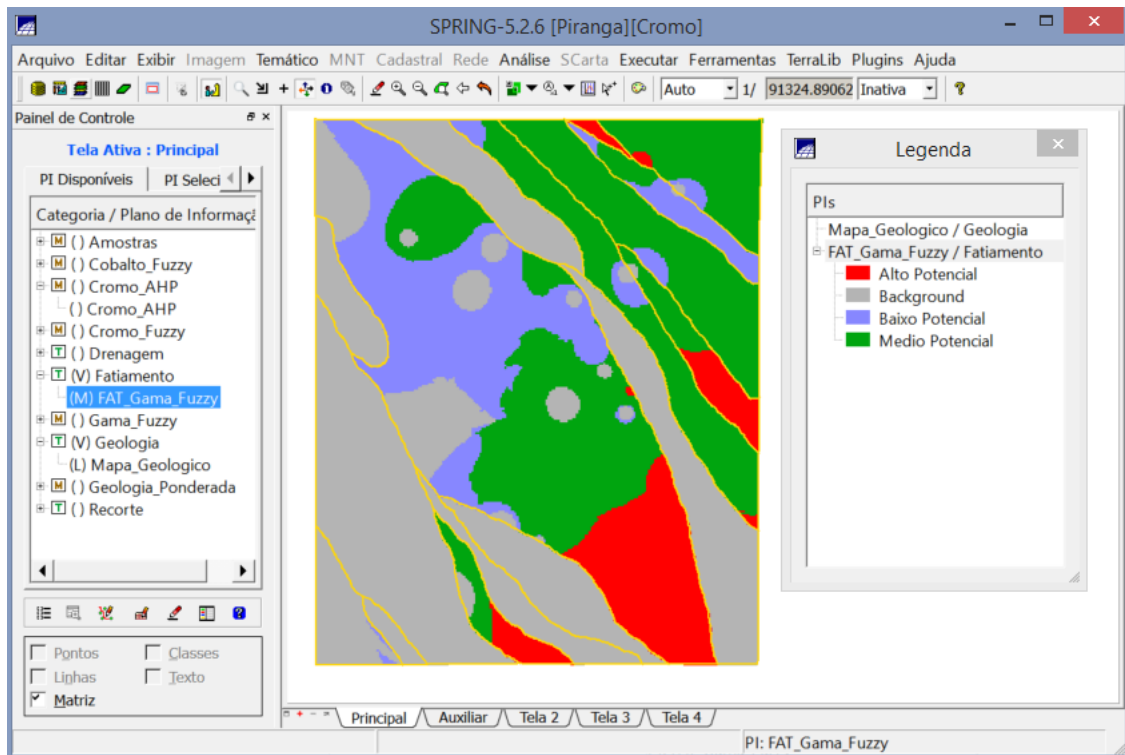 SPRING-5.2.6 [Piranga][Cromo]
Arquivo Editar Exibir Imagem Temático MNT Cadastral Rede Análise SCarta Executar Ferramentas TerraLib Plugins Ajuda
Auto 1/ 91324.89062 Inativa
Painel de Controle
Tela Ativa : Principal
PI Disponíveis PI Seleci
Categoria / Plano de Informaç
M ( ) Amostras
M ( ) Cobalto_Fuzzy
M ( ) Cromo_AHP
( ) Cromo_AHP
M ( ) Cromo_Fuzzy
T ( ) Drenagem
T (V) Fatiamento
(M) FAT_Gama_Fuzzy
M ( ) Gama_Fuzzy
T (V) Geologia
(L) Mapa_Geologico
M ( ) Geologia_Ponderada
T ( ) Recorte
Pontos Classes
Linhas Texto
Matriz
Legenda
PIs
Mapa_Geologico / Geologia
FAT_Gama_Fuzzy / Fatiamento
Alto Potencial
Background
Baixo Potencial
Medio Potencial
Principal Auxiliar Tela 2 Tela 3 Tela 4
PI: FAT_Gama_Fuzzy